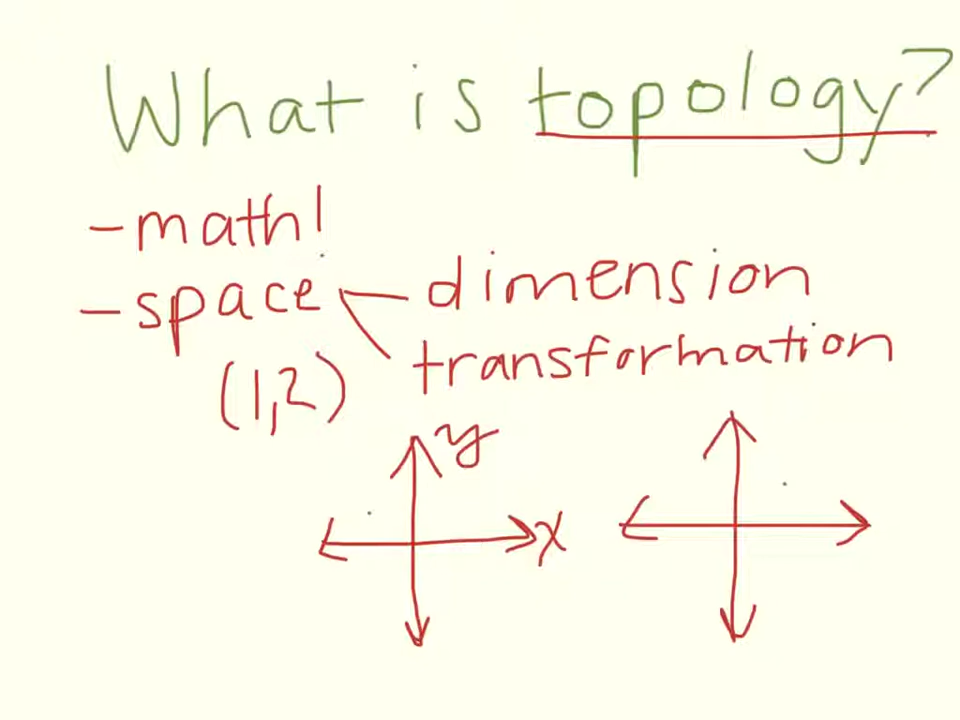 What is topology?
-math!
-space dimension
transformation
(1,2)
y
x